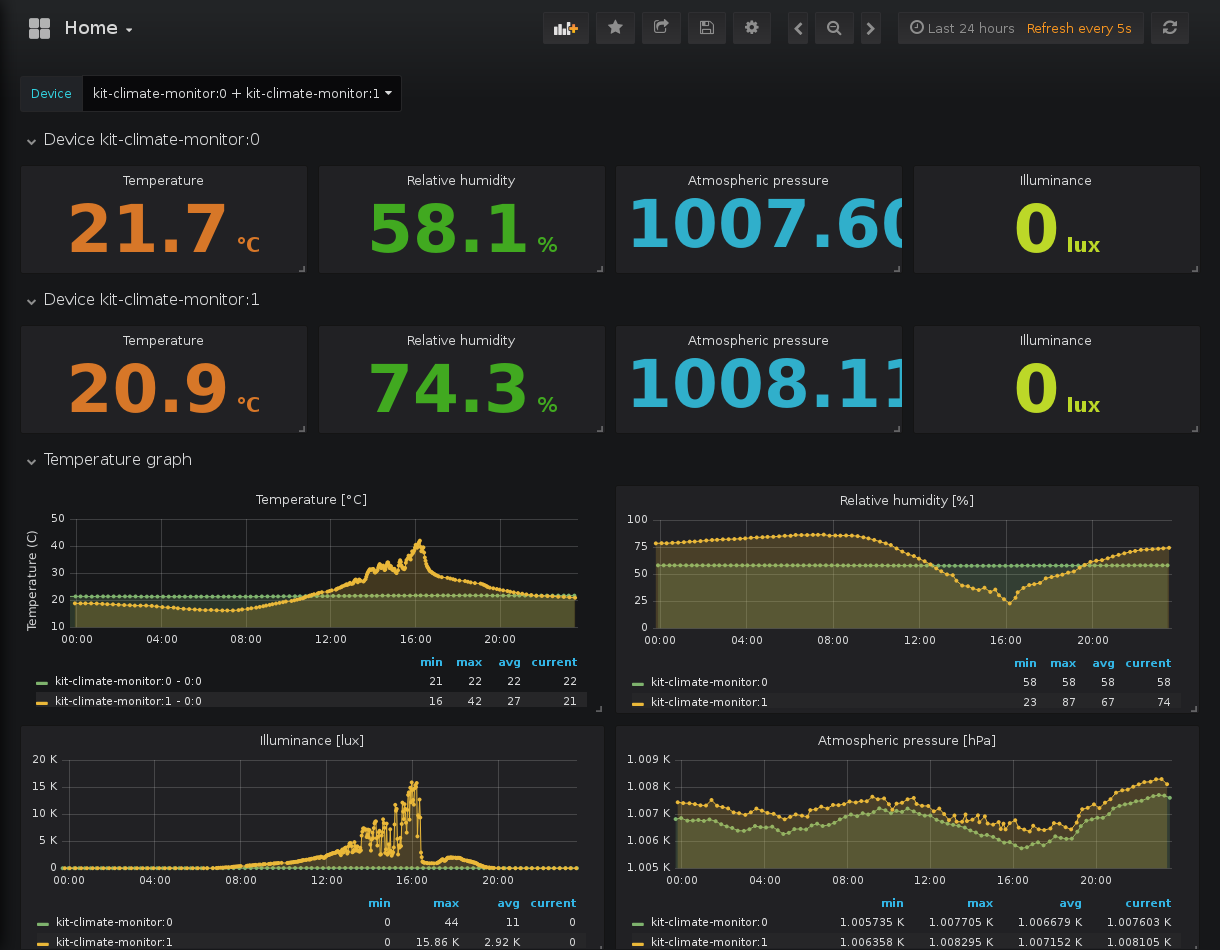 Home
Last 24 hours Refresh every 5s
Device kit-climate-monitor:0 + kit-climate-monitor:1
Device kit-climate-monitor:0
Temperature Relative humidity Atmospheric pressure Illuminance
21.7 °C 58.1 % 1007.60 0 lux
Device kit-climate-monitor:1
Temperature Relative humidity Atmospheric pressure Illuminance
20.9 °C 74.3 % 1008.11 0 lux
Temperature graph
Temperature [°C]
Temperature (C)
50
40
30
20
10
00:00 04:00 08:00 12:00 16:00 20:00
min max avg current
kit-climate-monitor:0 - 0:0 21 22 22 22
kit-climate-monitor:1 - 0:0 16 42 27 21
Relative humidity [%]
100
75
50
25
0
00:00 04:00 08:00 12:00 16:00 20:00
min max avg current
kit-climate-monitor:0 58 58 58 58
kit-climate-monitor:1 23 87 67 74
Illuminance [lux]
20 K
15 K
10 K
5 K
0
00:00 04:00 08:00 12:00 16:00 20:00
min max avg current
kit-climate-monitor:0 0 44 11 0
kit-climate-monitor:1 0 15.86 K 2.92 K 0
Atmospheric pressure [hPa]
1.009 K
1.008 K
1.007 K
1.006 K
1.005 K
00:00 04:00 08:00 12:00 16:00 20:00
min max avg current
kit-climate-monitor:0 1.005735 K 1.007705 K 1.006679 K 1.007603 K
kit-climate-monitor:1 1.006358 K 1.008295 K 1.007152 K 1.008105 K